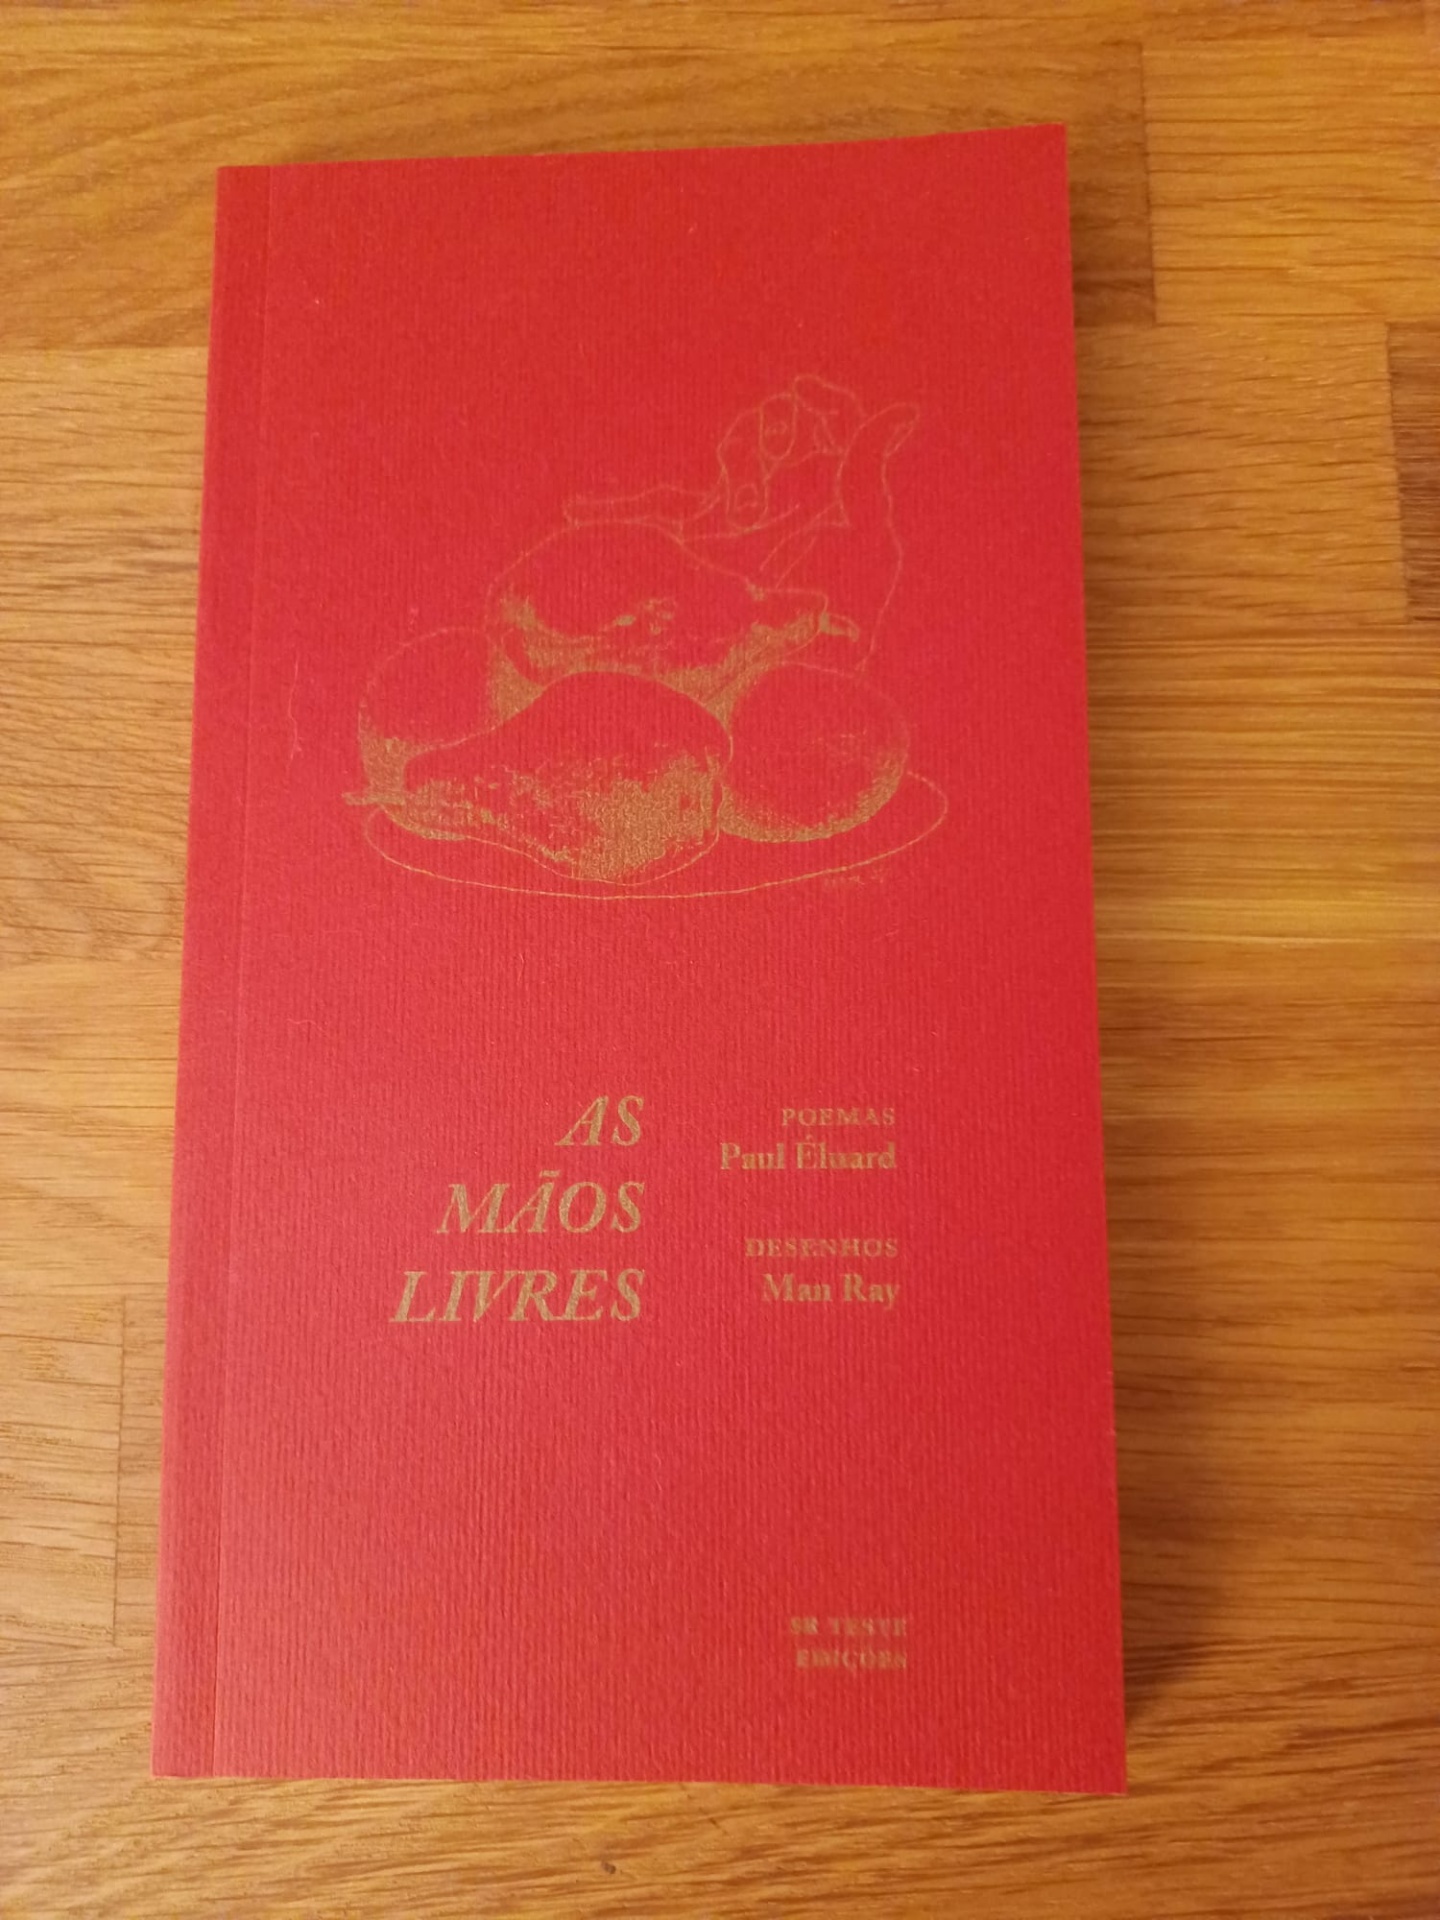 AS
MÃOS
LIVRES
POEMAS
Paul Éluard
DESENHOS
Man Ray
SR TESTE
EDIÇÕES